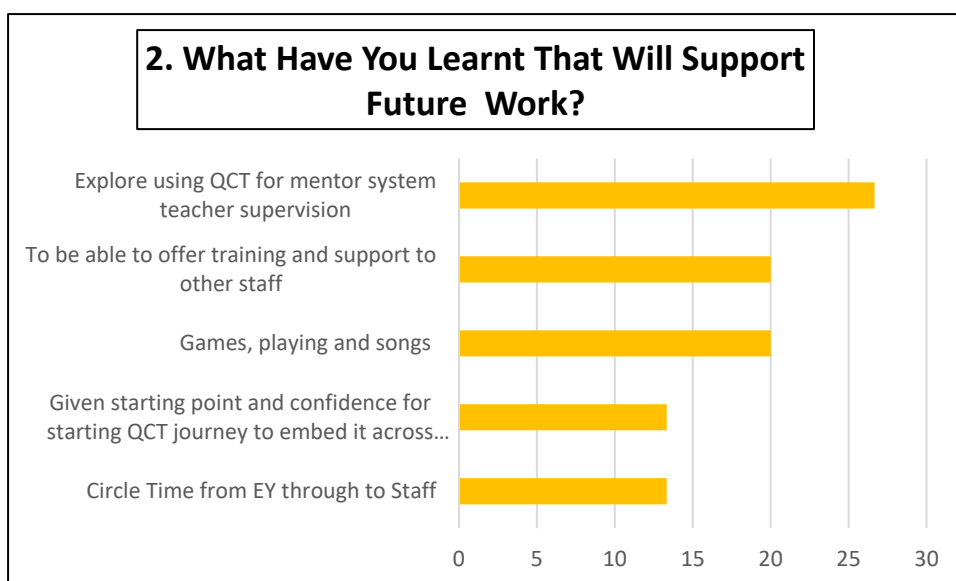 2. What Have You Learnt That Will Support
Future Work?
Explore using QCT for mentor system
teacher supervision
To be able to offer training and support to
other staff
Games, playing and songs
Given starting point and confidence for
starting QCT journey to embed it across...
Circle Time from EY through to Staff
0 5 10 15 20 25 30